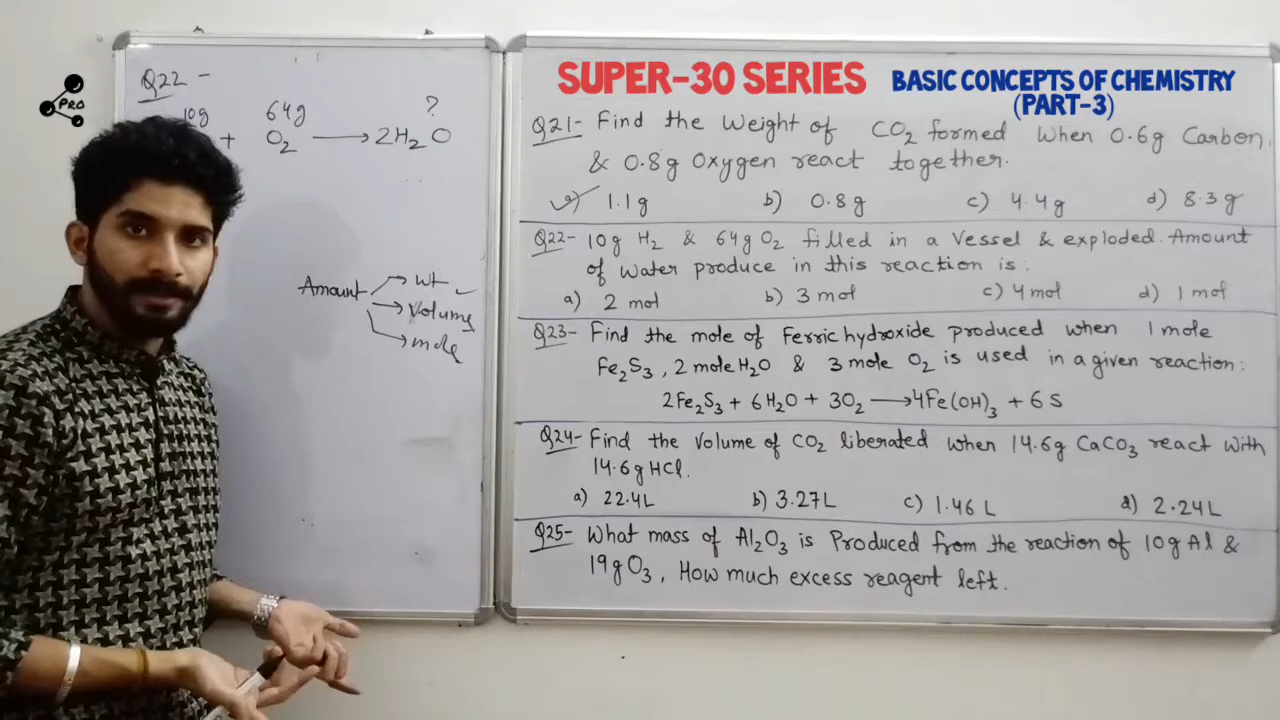 PRO
Q22 -
10g 64g ?
+ O₂ ⟶ 2H₂O
Amount → wt ✓
→ Volume
→ mole
SUPER-30 SERIES
BASIC CONCEPTS OF CHEMISTRY
(PART-3)
Q21- Find the Weight of CO₂ formed When 0.6g Carbon.
& 0.8g Oxygen react together.
a) 1.1g b) 0.8g c) 4.4g d) 8.3g
Q22- 10g H₂ & 64g O₂ filled in a Vessel & exploded. Amount
of Water produce in this reaction is:
a) 2 mol b) 3 mol c) 4 mol d) 1 mol
Q23- Find the mole of Ferric hydroxide produced when 1 mole
Fe₂S₃, 2 mole H₂O & 3 mole O₂ is used in a given reaction:
2Fe₂S₃ + 6H₂O + 3O₂ ⟶ 4Fe(OH)₃ + 6S
Q24- Find the Volume of CO₂ liberated when 14.6g CaCO₃ react with
14.6g HCl.
a) 22.4L b) 3.27L c) 1.46 L d) 2.24L
Q25- What mass of Al₂O₃ is Produced from the reaction of 10g Al &
19g O₃, How much excess reagent left.